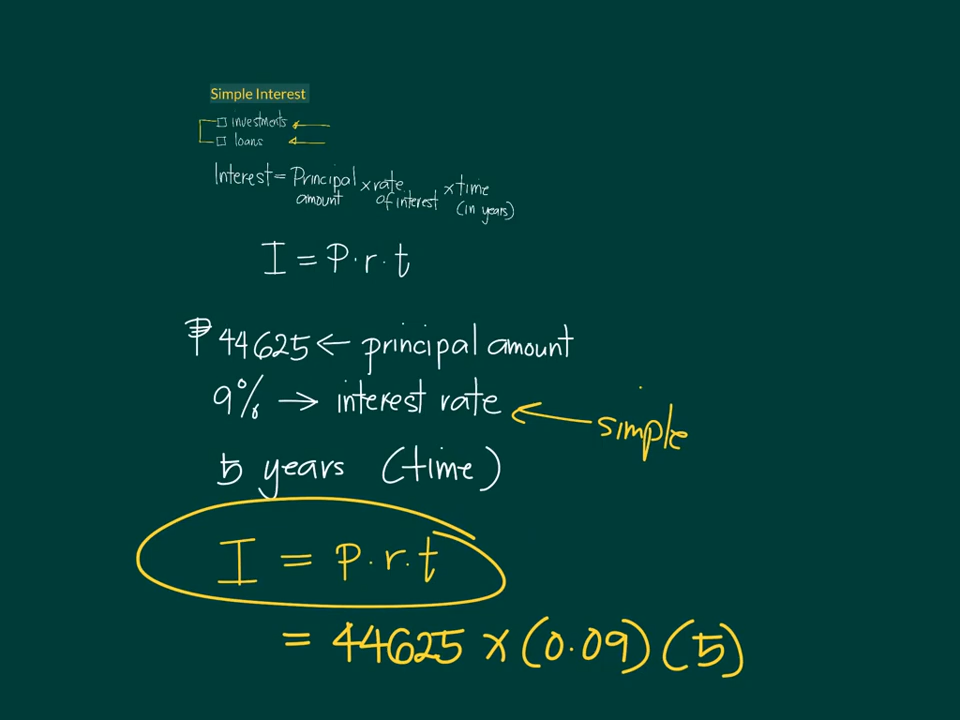 Simple Interest
□ investments
□ loans
Interest = Principal amount x rate of interest x time (in years)
I = P·r·t
₱44625 ← principal amount
9% → interest rate ← simple
5 years (time)
I = P·r·t
= 44625 x (0.09) (5)